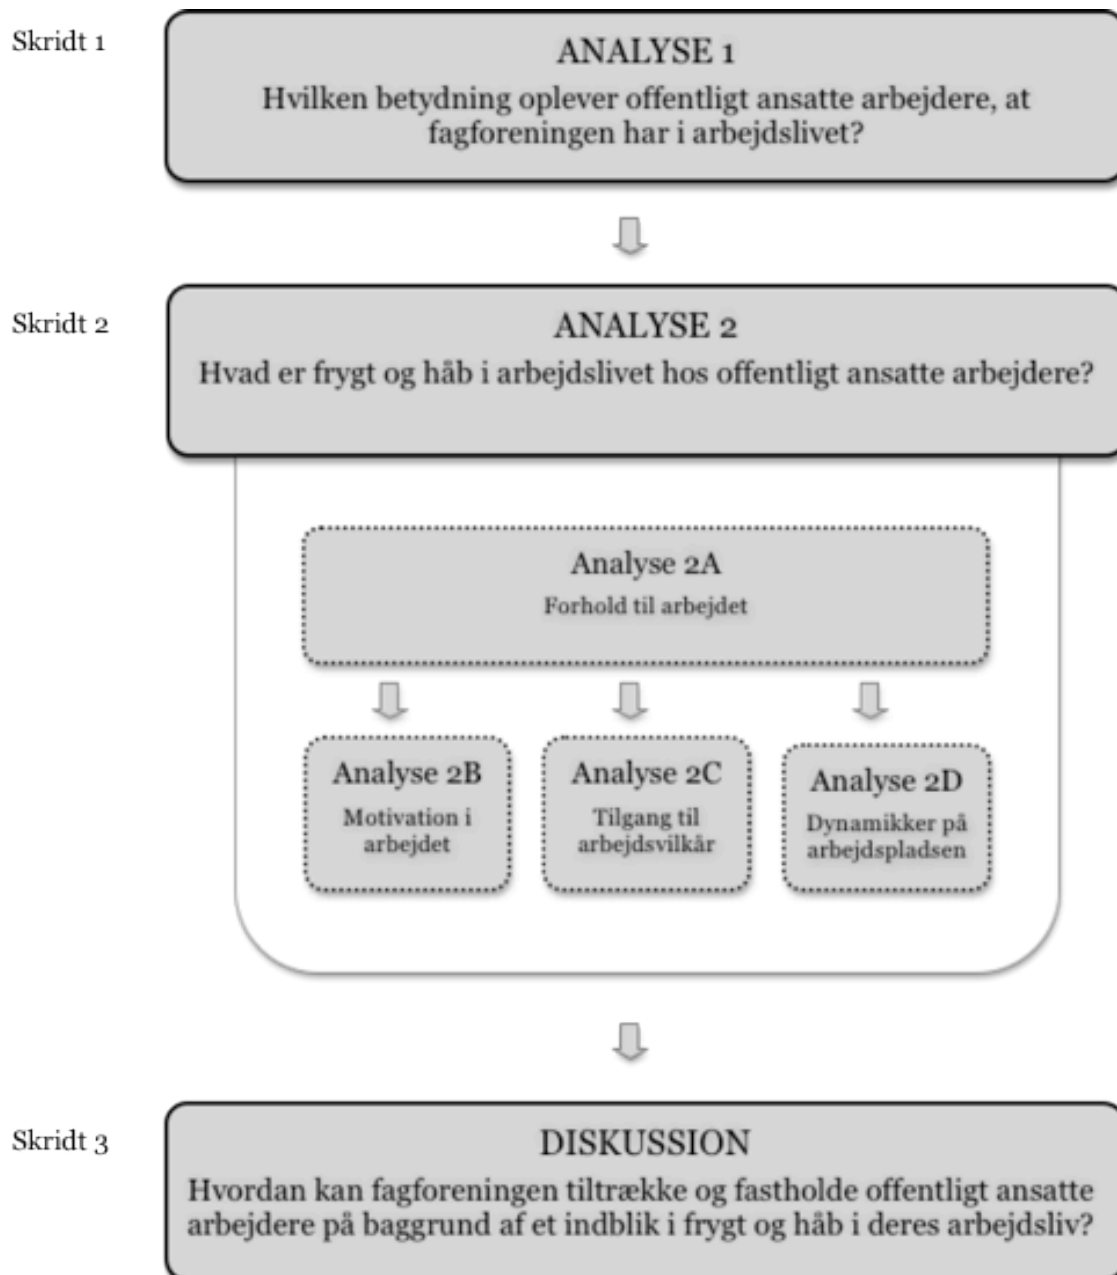 Skridt 1
ANALYSE 1
Hvilken betydning oplever offentligt ansatte arbejdere, at
fagforeningen har i arbejdslivet?
Skridt 2
ANALYSE 2
Hvad er frygt og håb i arbejdslivet hos offentligt ansatte arbejdere?
Analyse 2A
Forhold til arbejdet
Analyse 2B
Motivation i
arbejdet
Analyse 2C
Tilgang til
arbejdsvilkår
Analyse 2D
Dynamikker på
arbejdspladsen
Skridt 3
DISKUSSION
Hvordan kan fagforeningen tiltrække og fastholde offentligt ansatte
arbejdere på baggrund af et indblik i frygt og håb i deres arbejdsliv?